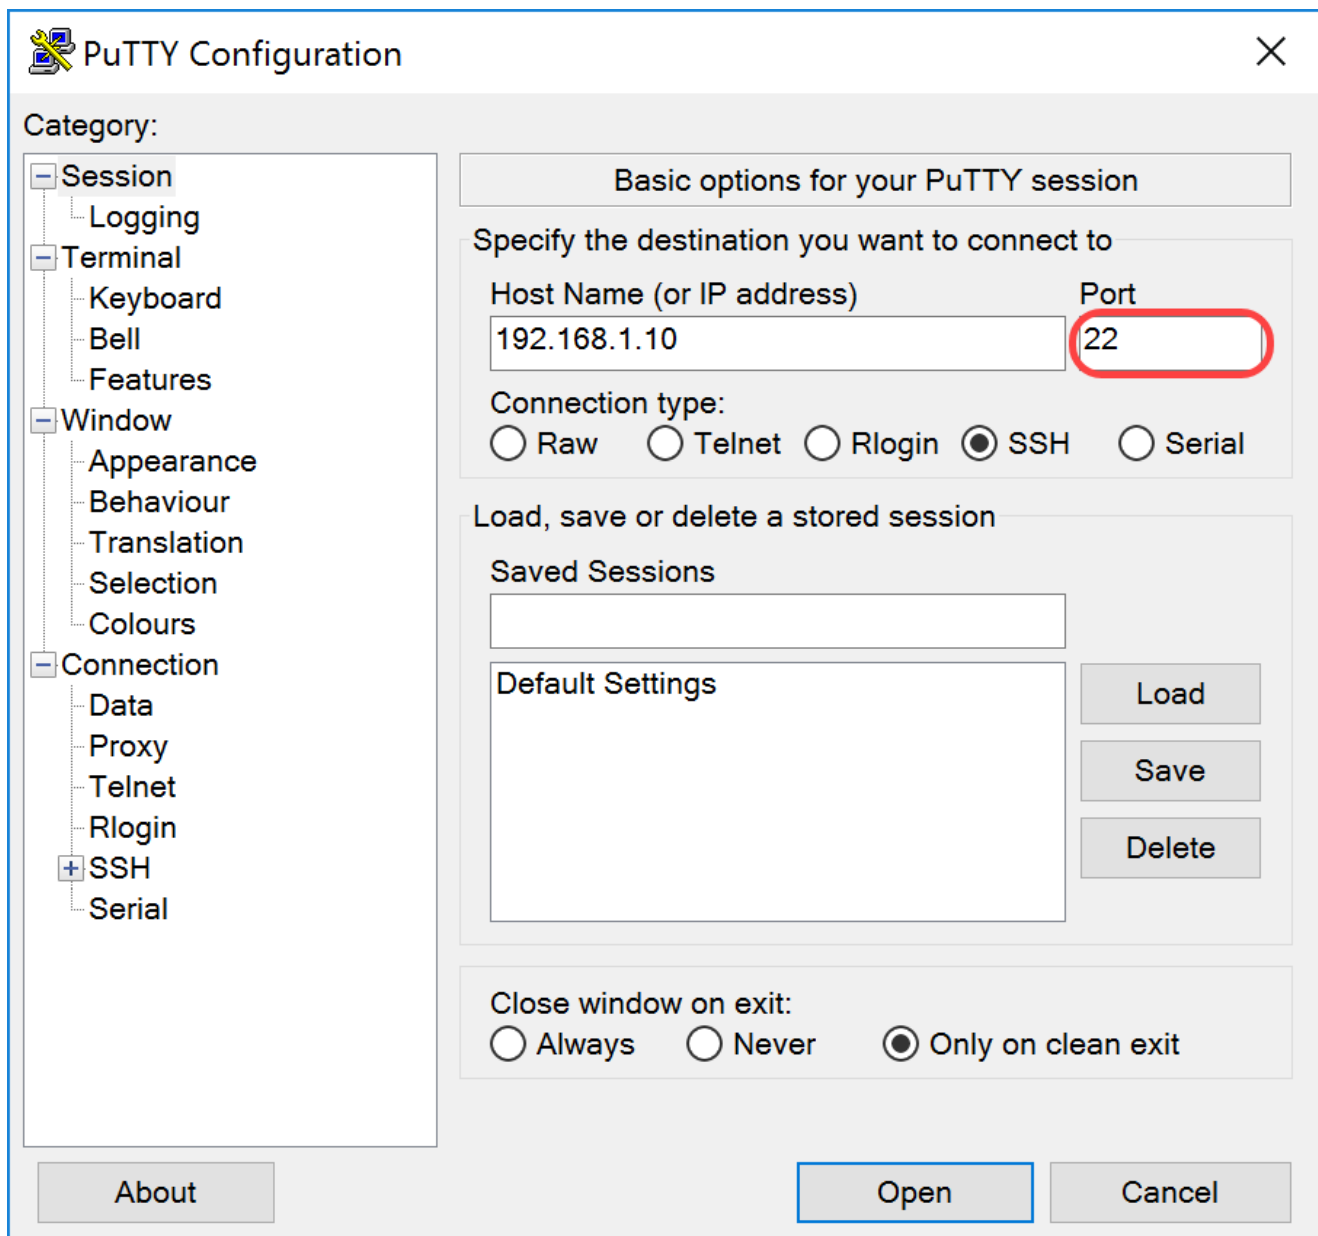 PuTTY Configuration
Category:
Session
Logging
Terminal
Keyboard
Bell
Features
Window
Appearance
Behaviour
Translation
Selection
Colours
Connection
Data
Proxy
Telnet
Rlogin
SSH
Serial
Basic options for your PuTTY session
Specify the destination you want to connect to
Host Name (or IP address) Port
192.168.1.10 22
Connection type:
Raw Telnet Rlogin SSH Serial
Load, save or delete a stored session
Saved Sessions
Default Settings
Load
Save
Delete
Close window on exit:
Always Never Only on clean exit
About Open Cancel